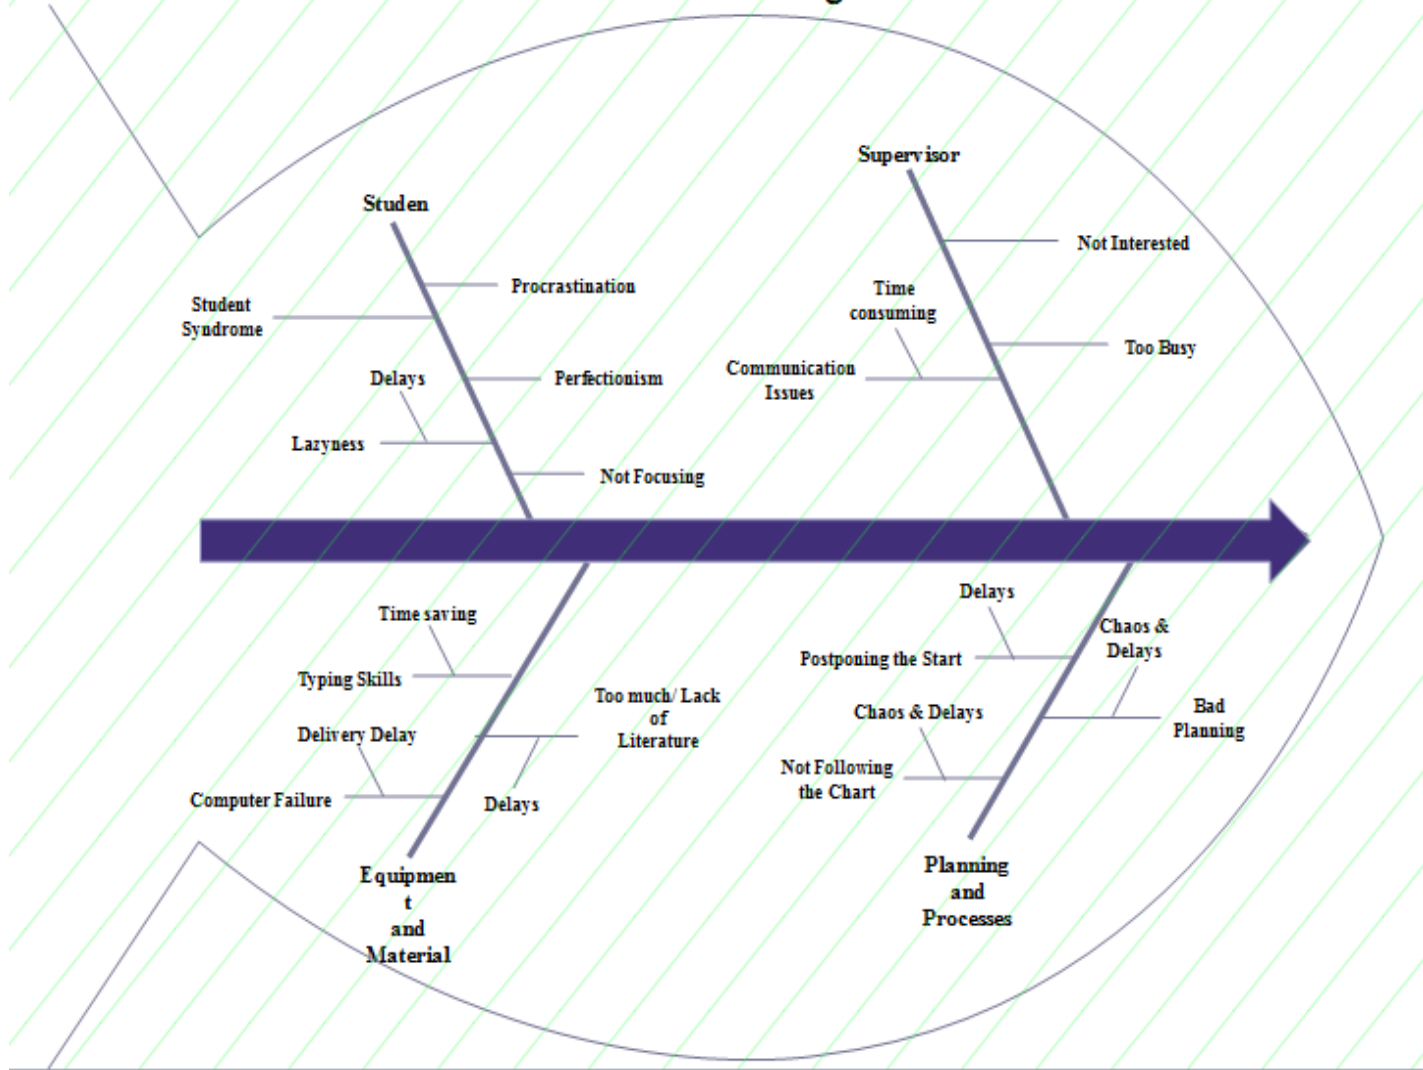 Supervisor
Studen
Not Interested
Procrastination
Time
consuming
Student
Syndrome
Too Busy
Communication
Issues
Delays
Perfectionism
Lazyness
Not Focusing
Delays
Time saving
Chaos &
Delays
Postponing the Start
Typing Skills
Too much/ Lack
of
Literature
Chaos & Delays
Bad
Planning
Delivery Delay
Not Following
the Chart
Computer Failure
Delays
Equipmen
t
and
Material
Planning
and
Processes